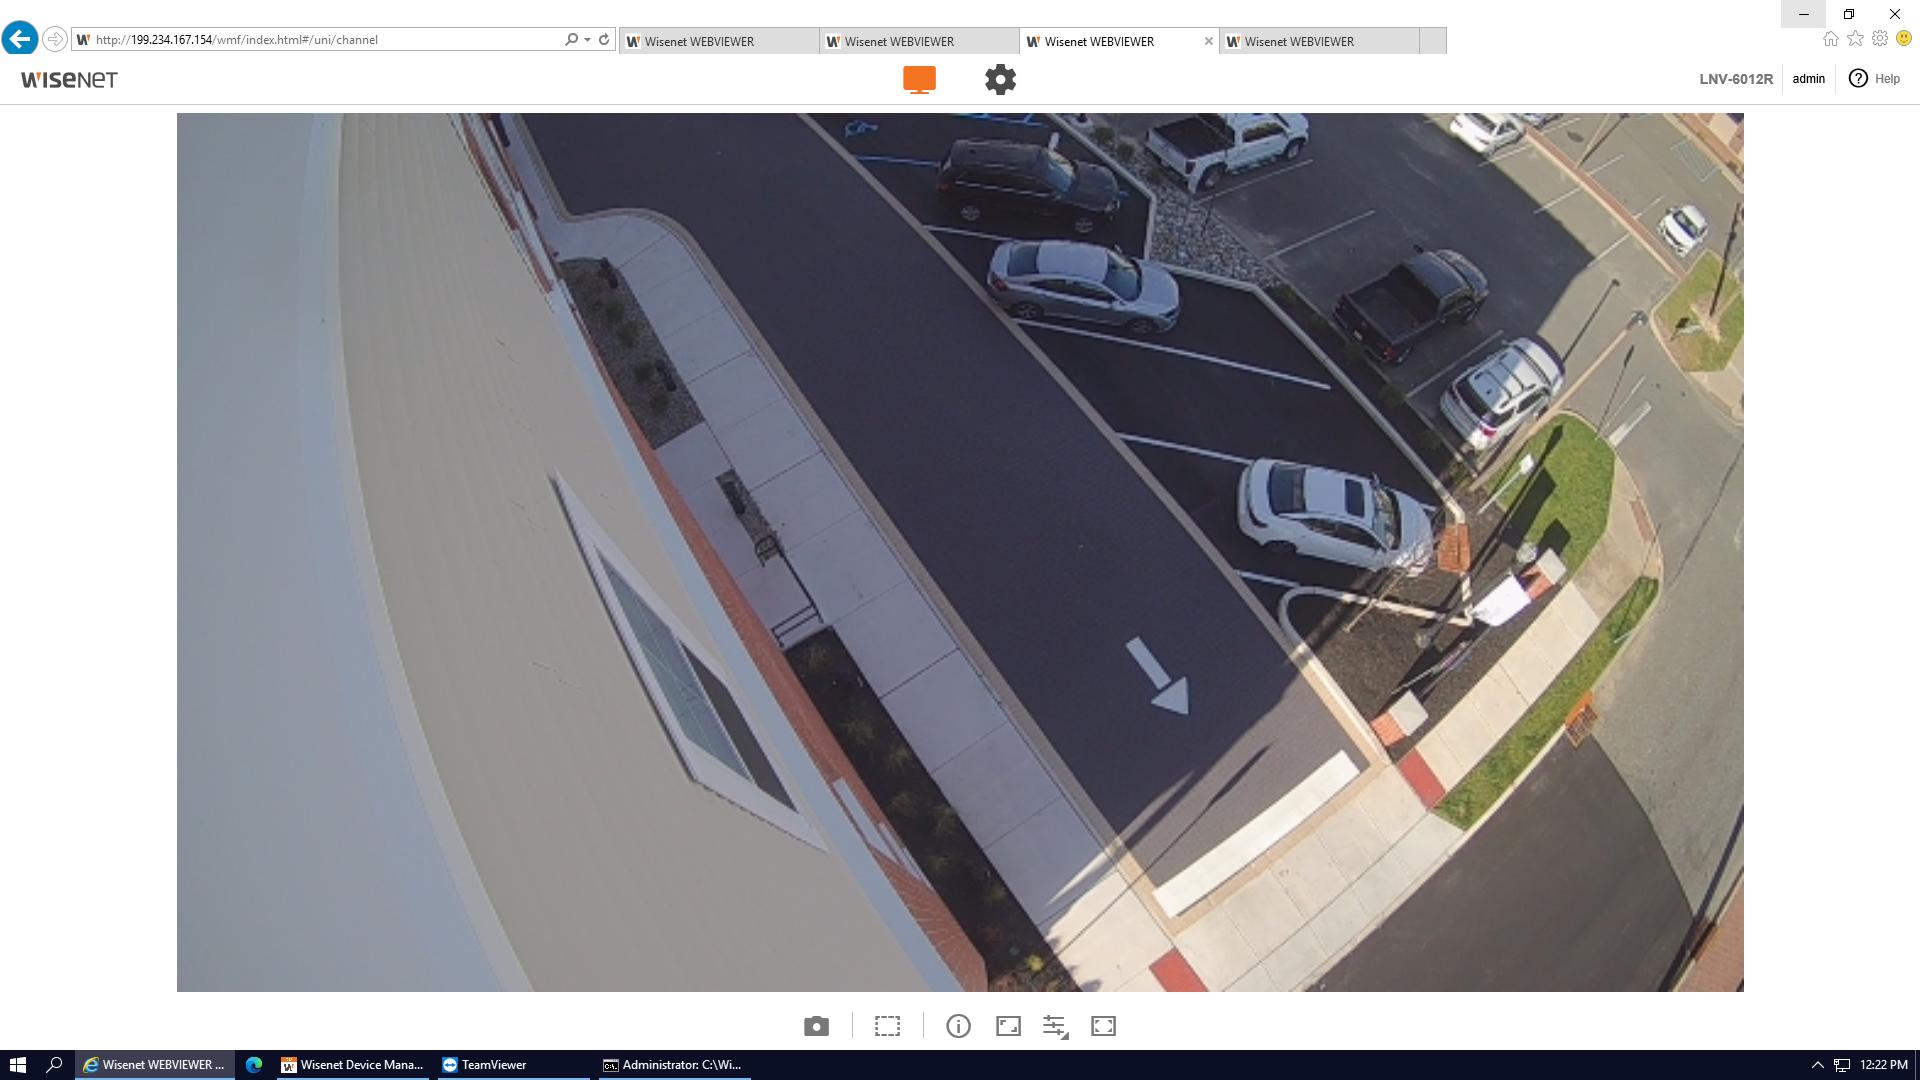 http://199.234.167.154/wmf/index.html#/uni/channel
Wisenet WEBVIEWER
Wisenet WEBVIEWER
Wisenet WEBVIEWER
Wisenet WEBVIEWER
WISENET
LNV-6012R
admin
Help
Wisenet WEBVIEWER ...
Wisenet Device Mana...
TeamViewer
Administrator: C:\Wi...
12:22 PM